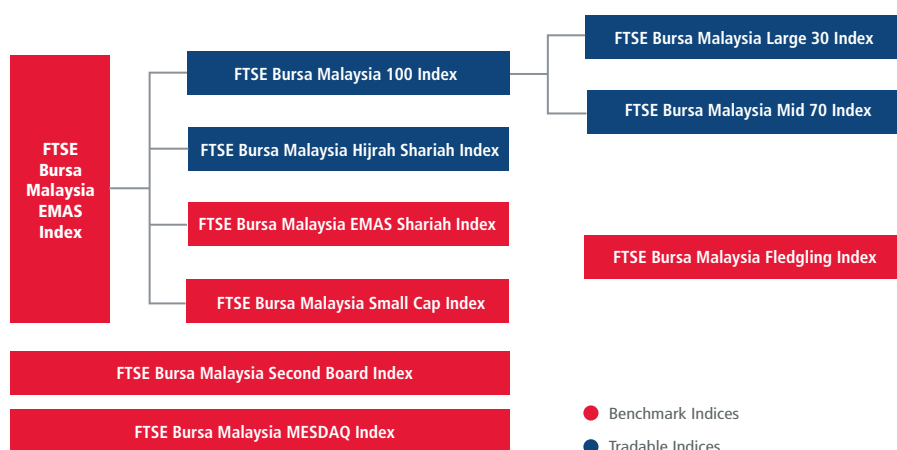 FTSE
Bursa
Malaysia
EMAS
Index
FTSE Bursa Malaysia 100 Index
FTSE Bursa Malaysia Hijrah Shariah Index
FTSE Bursa Malaysia EMAS Shariah Index
FTSE Bursa Malaysia Small Cap Index
FTSE Bursa Malaysia Large 30 Index
FTSE Bursa Malaysia Mid 70 Index
FTSE Bursa Malaysia Fledgling Index
FTSE Bursa Malaysia Second Board Index
FTSE Bursa Malaysia MESDAQ Index
Benchmark Indices
Tradable Indices